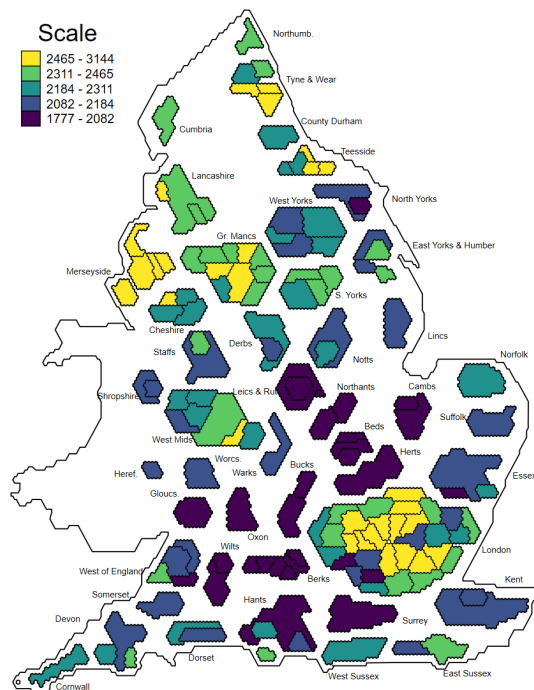 Scale
2465 - 3144
2311 - 2465
2184 - 2311
2082 - 2184
1777 - 2082
Northumb.
Tyne & Wear
County Durham
Cumbria
Teesside
Lancashire
West Yorks
North Yorks
Gr. Mancs
East Yorks & Humber
Merseyside
S. Yorks
Cheshire
Staffs
Derbs
Notts
Lincs
Norfolk
Shropshire
Leics & Rut
Northants
Cambs
Suffolk
Beds
West Mids
Worcs.
Warks
Herts
Heref.
Bucks
Essex
Gloucs.
Oxon
London
Wilts
West of England
Berks
Kent
Somerset
Hants
Devon
Surrey
Dorset
West Sussex
East Sussex
Cornwall